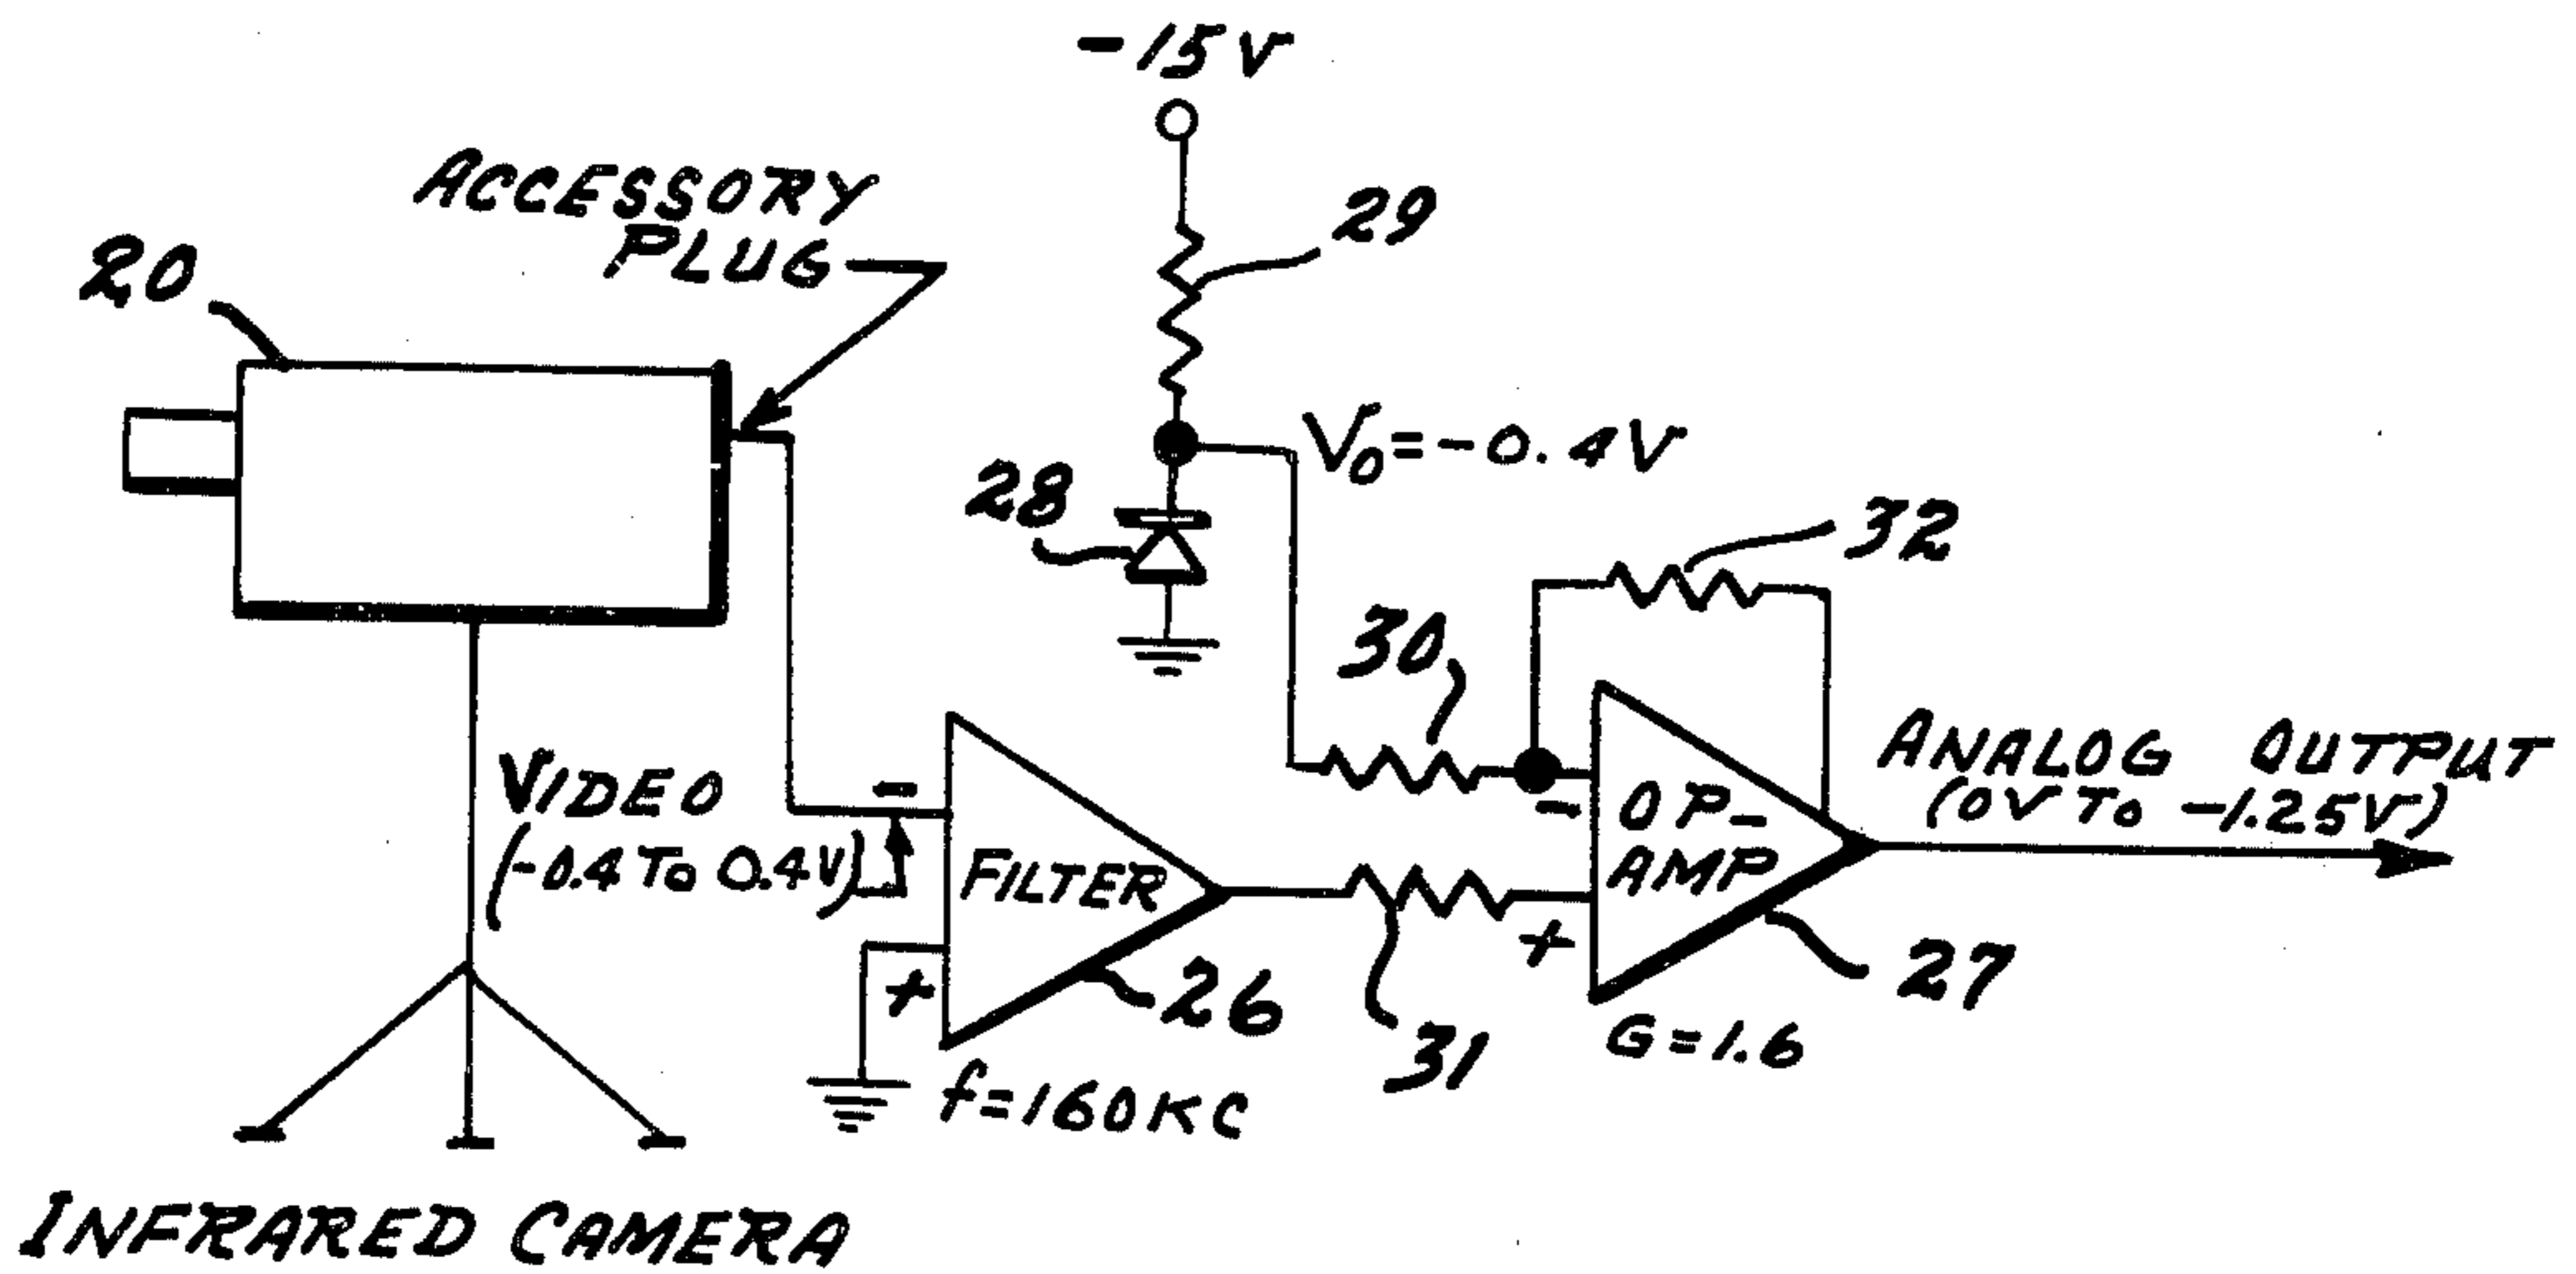 -15V
ACCESSORY
PLUG
20
29
V₀=-0.4V
28
32
30
VIDEO
(-0.4 TO 0.4V)
-
+
FILTER
26
f=160KC
-
+
OP-
AMP
31
27
G=1.6
ANALOG OUTPUT
(0V TO -1.25V)
INFRARED CAMERA